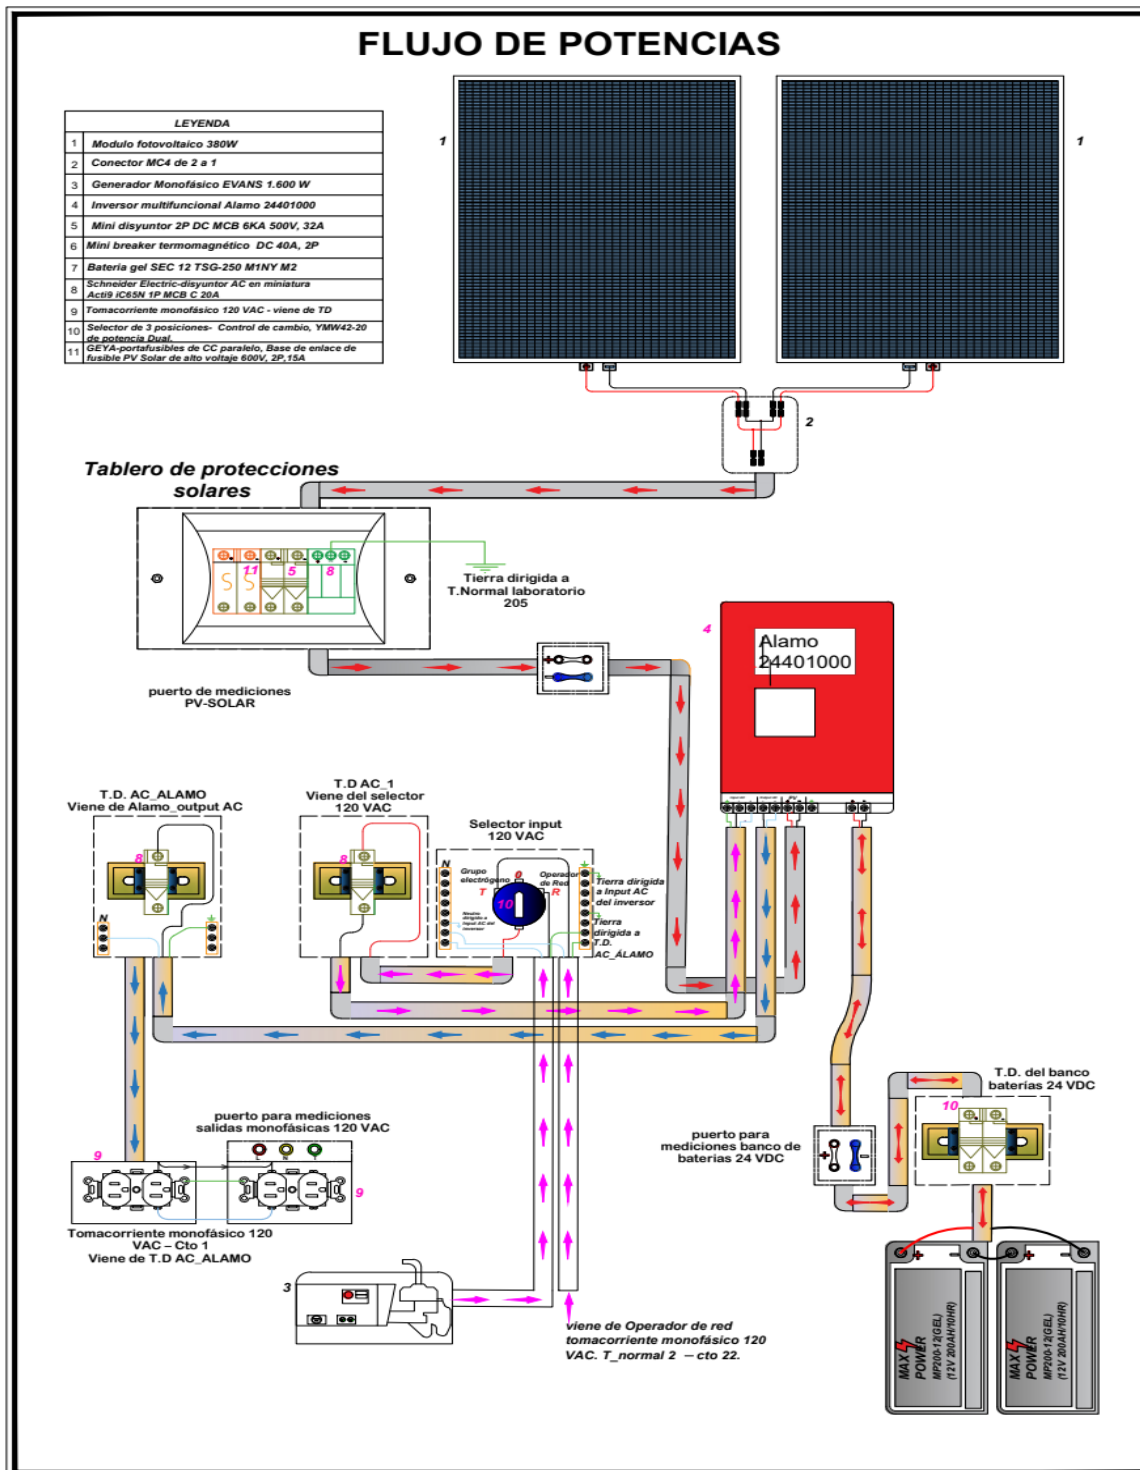 FLUJO DE POTENCIAS
LEYENDA
1 Modulo fotovoltaico 380W
2 Conector MC4 de 2 a 1
3 Generador Monofásico EVANS 1.600 W
4 Inversor multifuncional Alamo 24401000
5 Mini disyuntor 2P DC MCB 6KA 500V, 32A
6 Mini breaker termomagnético DC 40A, 2P
7 Bateria gel SEC 12 TSG-250 M1NY M2
8 Schneider Electric-disyuntor AC en miniatura
Acti9 iC65N 1P MCB C 20A
9 Tomacorriente monofásico 120 VAC - viene de TD
10 Selector de 3 posiciones- Control de cambio, YMW42-20
de potencia Dual.
11 GEYA-portafusibles de CC paralelo, Base de enlace de
fusible PV Solar de alto voltaje 600V, 2P,15A
1
1
2
Tablero de protecciones
solares
11
5
8
Tierra dirigida a
T.Normal laboratorio
205
puerto de mediciones
PV-SOLAR
+
-
4
Alamo
24401000
PV
T.D. AC_ALAMO
Viene de Alamo_output AC
8
N
T.D AC_1
Viene del selector
120 VAC
8
Selector input
120 VAC
N
Grupo
electrógeno
0
Operador
de Red
T
R
10
Neutro
dirigida a
input AC del
inversor
Tierra dirigida
a Input AC
del inversor
Tierra
dirigida a
T.D.
AC_ÁLAMO
T.D. del banco
baterías 24 VDC
10
puerto para
mediciones banco de
baterías 24 VDC
+
-
puerto para mediciones
salidas monofásicas 120 VAC
L
N
9
9
Tomacorriente monofásico 120
VAC – Cto 1
Viene de T.D AC_ALAMO
3
viene de Operador de red
tomacorriente monofásico 120
VAC. T_normal 2 – cto 22.
+
-
+
-
MAX POWER
MP200-12(GEL)
(12V 200AH/10HR)
MAX POWER
MP200-12(GEL)
(12V 200AH/10HR)